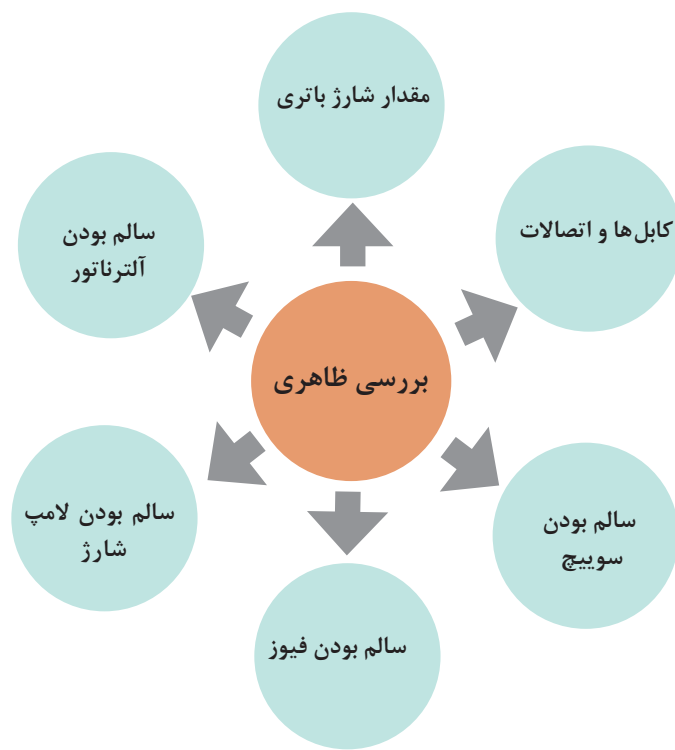 مقدار شارژ باتری
کابل‌ها و اتصالات
سالم بودن
آلترناتور
بررسی ظاهری
سالم بودن لامپ
شارژ
سالم بودن
سوییچ
سالم بودن فیوز